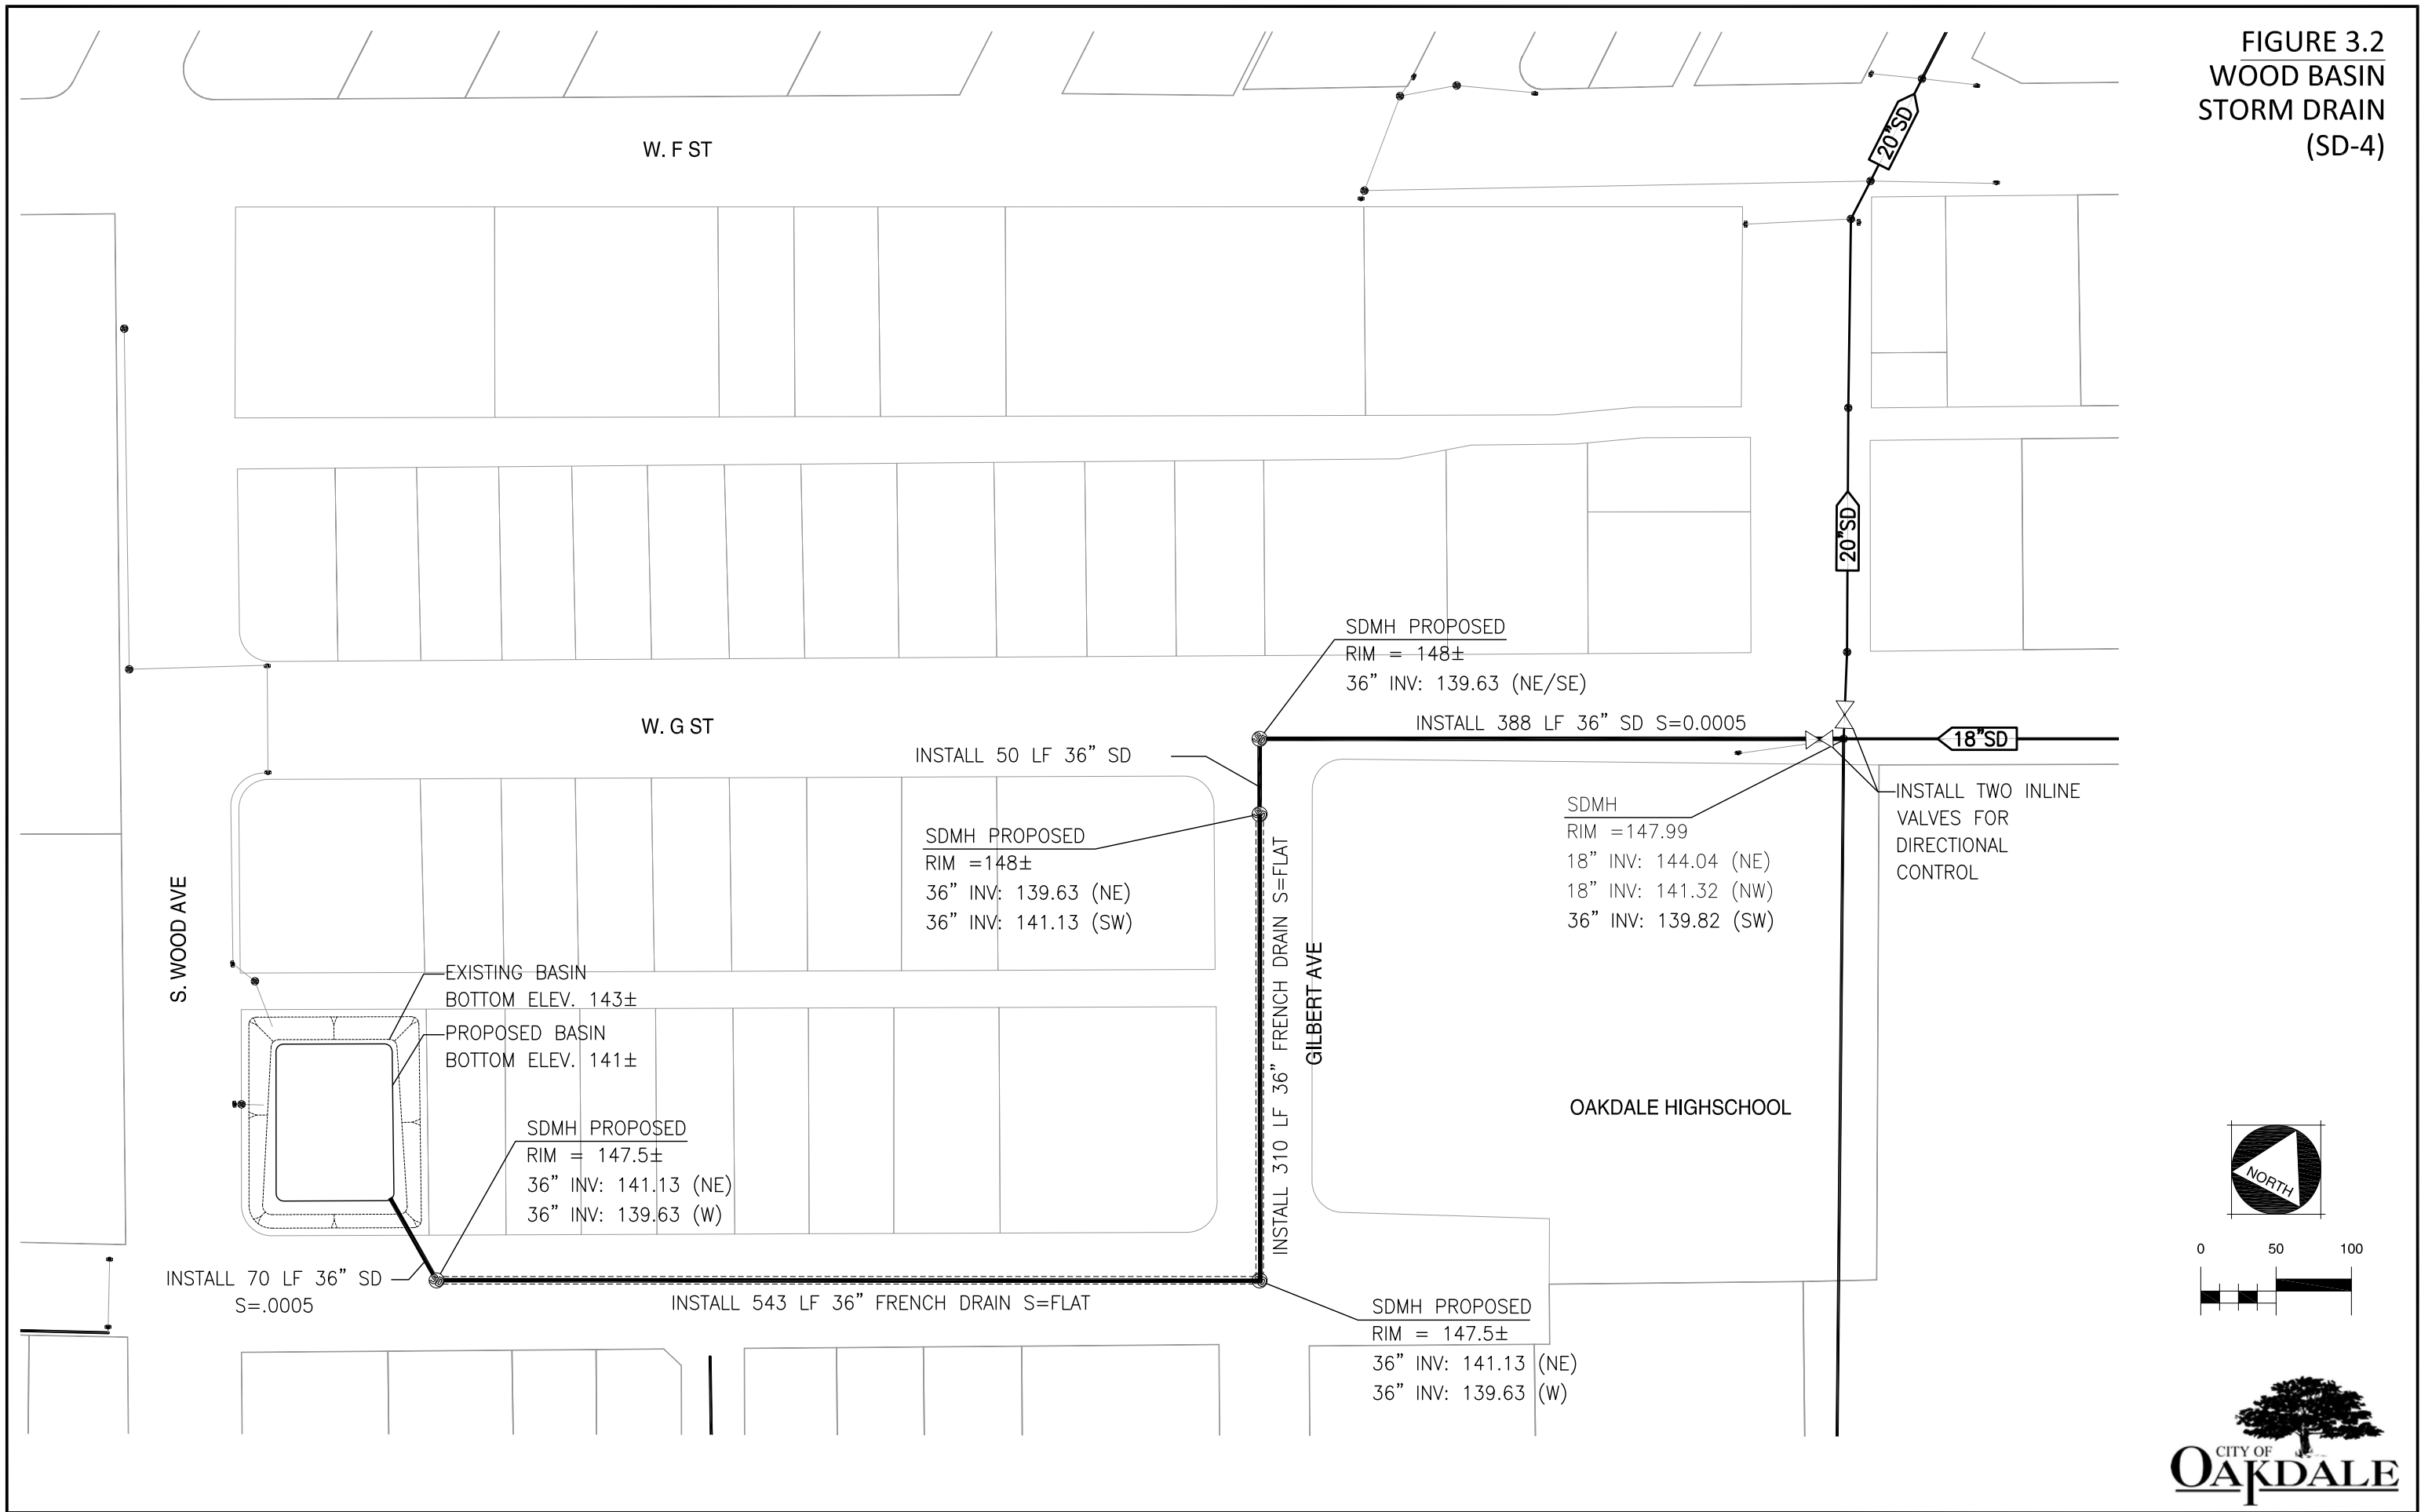 FIGURE 3.2
WOOD BASIN
STORM DRAIN
(SD-4)
W. F ST
20"SD
20"SD
SDMH PROPOSED
RIM = 148±
36" INV: 139.63 (NE/SE)
W. G ST
INSTALL 388 LF 36" SD S=0.0005
18"SD
INSTALL 50 LF 36" SD
INSTALL TWO INLINE
VALVES FOR
DIRECTIONAL
CONTROL
SDMH
RIM =147.99
18" INV: 144.04 (NE)
18" INV: 141.32 (NW)
36" INV: 139.82 (SW)
SDMH PROPOSED
RIM =148±
36" INV: 139.63 (NE)
36" INV: 141.13 (SW)
INSTALL 310 LF 36" FRENCH DRAIN S=FLAT
GILBERT AVE
S. WOOD AVE
EXISTING BASIN
BOTTOM ELEV. 143±
PROPOSED BASIN
BOTTOM ELEV. 141±
OAKDALE HIGHSCHOOL
SDMH PROPOSED
RIM = 147.5±
36" INV: 141.13 (NE)
36" INV: 139.63 (W)
INSTALL 70 LF 36" SD
S=.0005
INSTALL 543 LF 36" FRENCH DRAIN S=FLAT
SDMH PROPOSED
RIM = 147.5±
36" INV: 141.13 (NE)
36" INV: 139.63 (W)
NORTH
0 50 100
CITY OF
OAKDALE